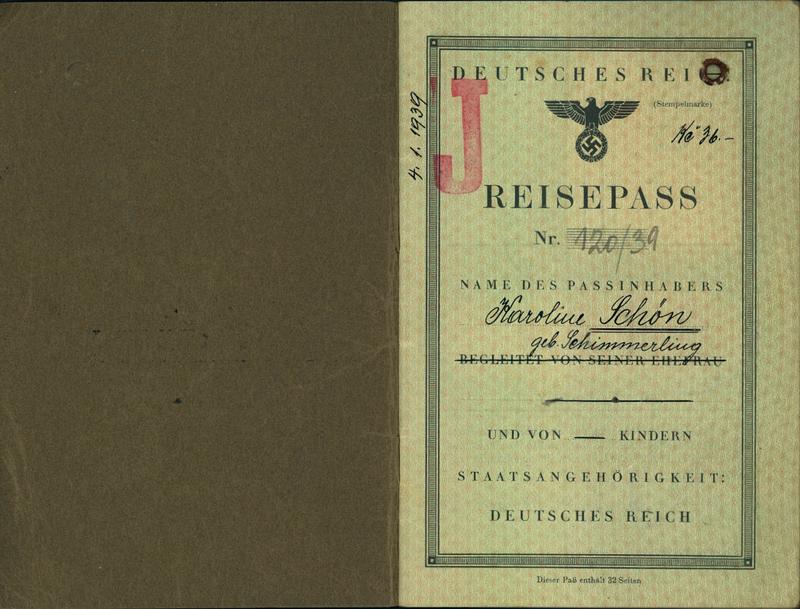 DEUTSCHES REICH
(Stempelmarke)
Kč 36.-
J
4. 1. 1939
REISEPASS
Nr. 120/39
NAME DES PASSINHABERS
Karoline Schön
geb. Schimmerling
BEGLEITET VON SEINER EHEFRAU
UND VON — KINDERN
STAATSANGEHÖRIGKEIT:
DEUTSCHES REICH
Dieser Paß enthält 32 Seiten